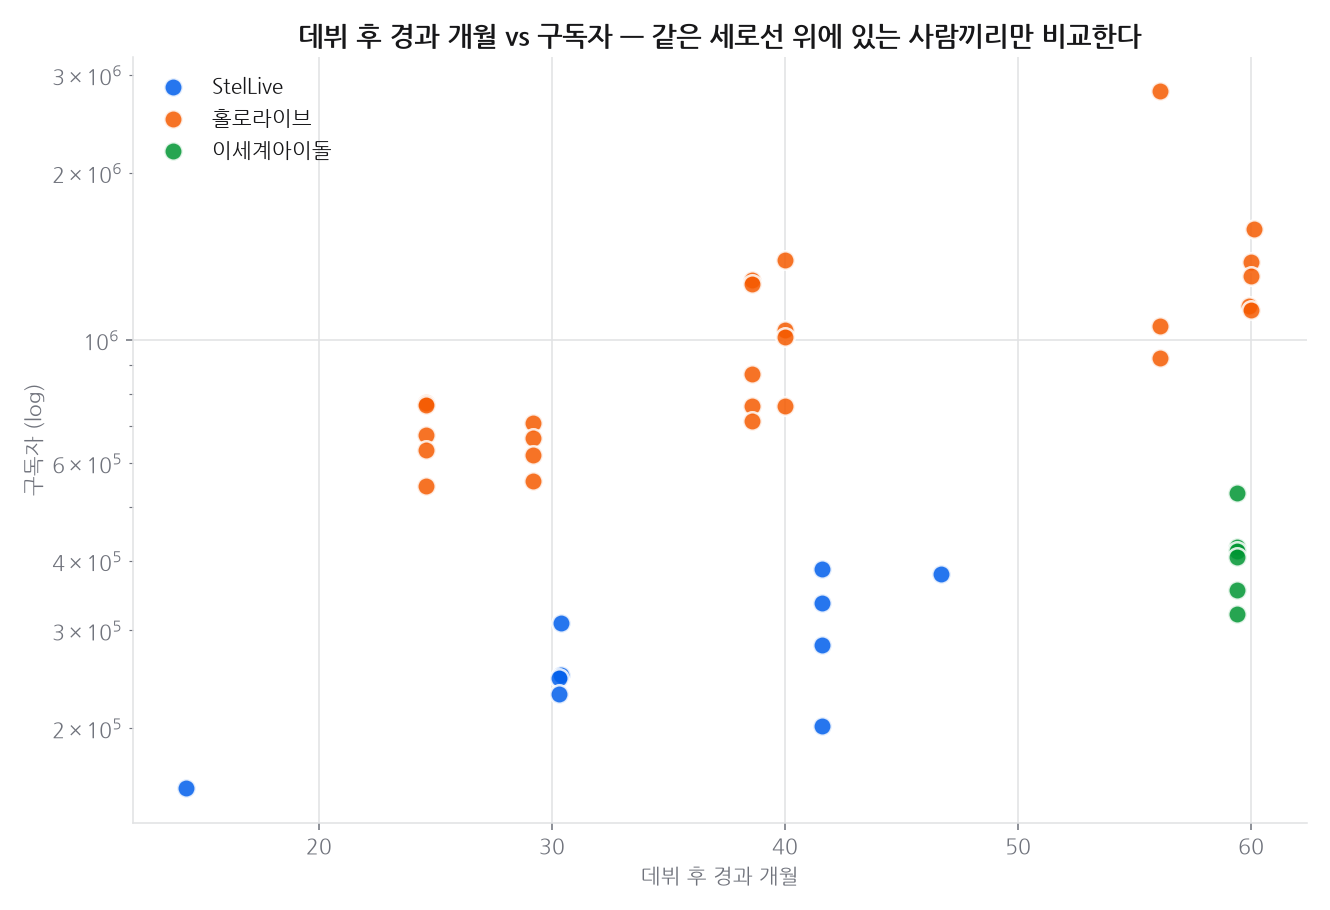 데뷔 후 경과 개월 vs 구독자 — 같은 세로선 위에 있는 사람끼리만 비교한다
StelLive
홀로라이브
이세계아이돌
구독자 (log)
3 × 10⁶
2 × 10⁶
10⁶
6 × 10⁵
4 × 10⁵
3 × 10⁵
2 × 10⁵
20 30 40 50 60
데뷔 후 경과 개월